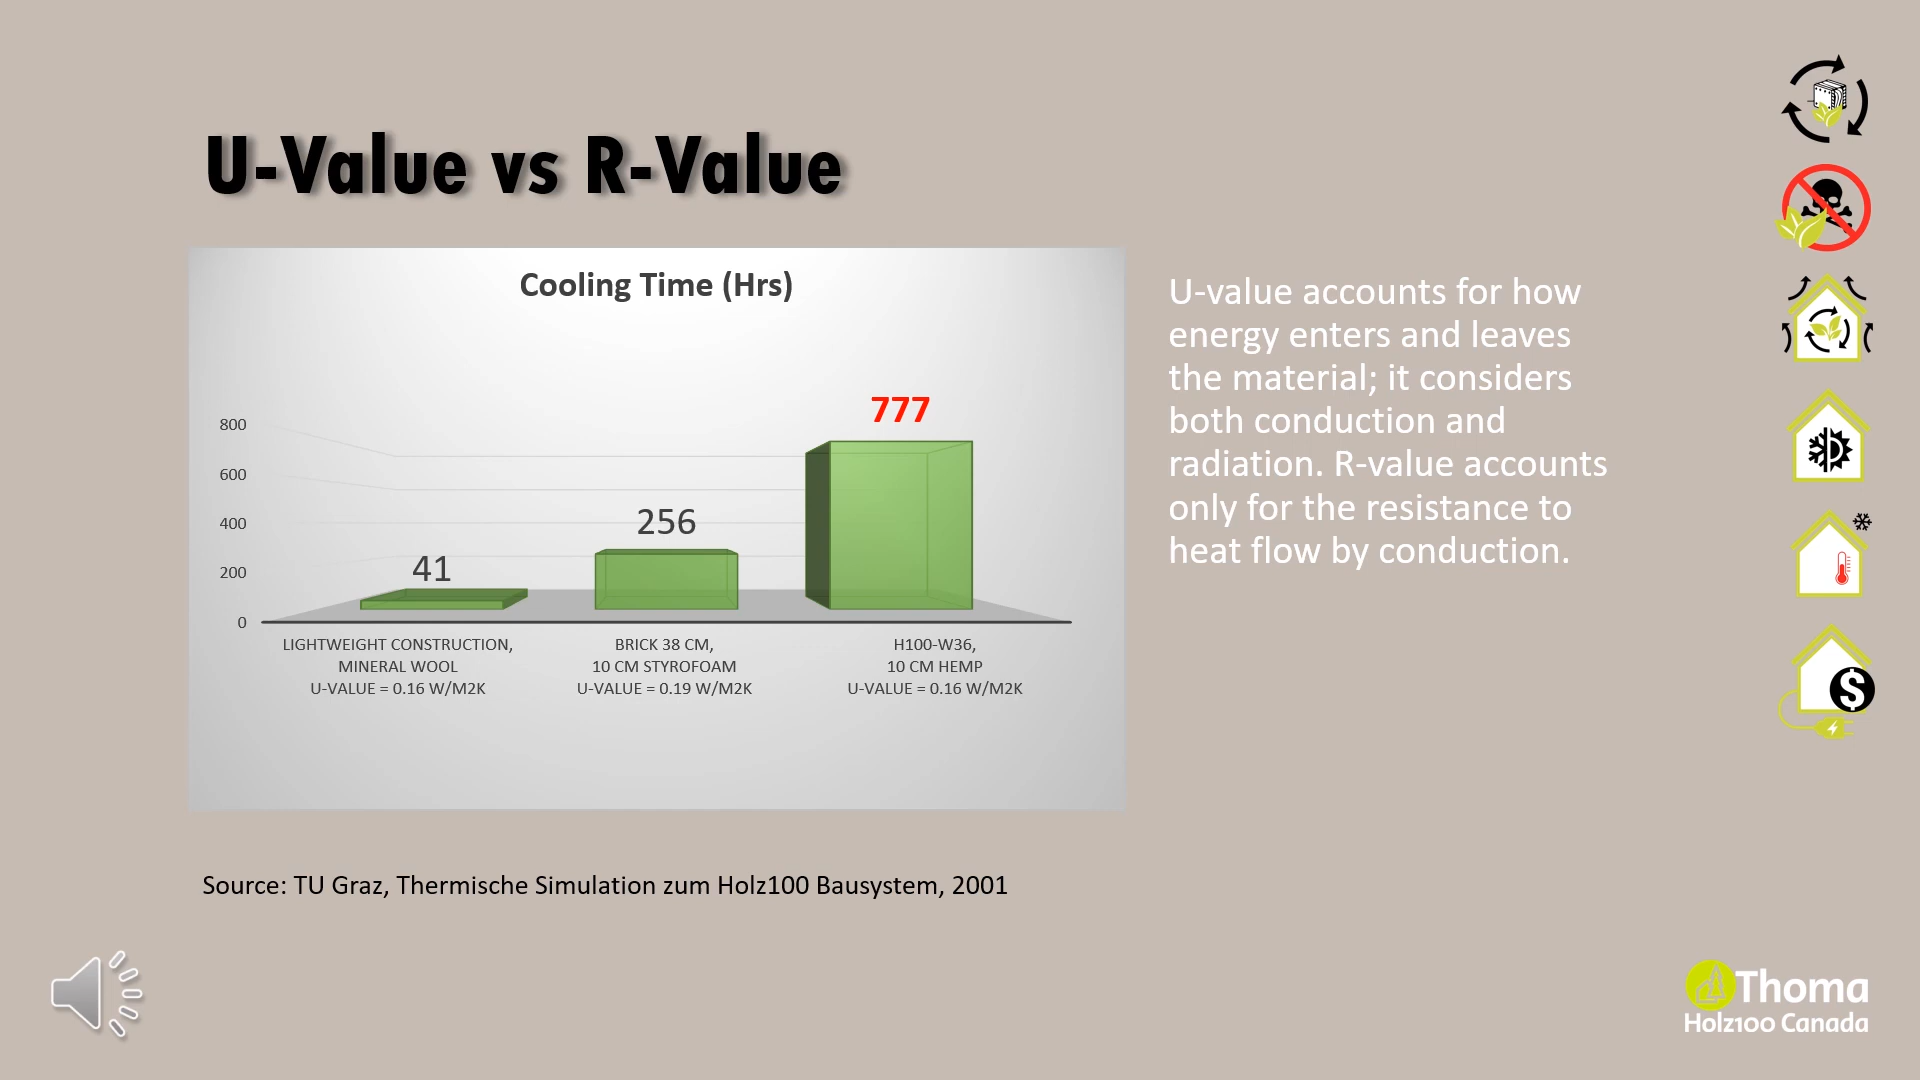 U-Value vs R-Value
Cooling Time (Hrs)
800
600
400
200
0
41
256
777
LIGHTWEIGHT CONSTRUCTION,
MINERAL WOOL
U-VALUE = 0.16 W/M2K
BRICK 38 CM,
10 CM STYROFOAM
U-VALUE = 0.19 W/M2K
H100-W36,
10 CM HEMP
U-VALUE = 0.16 W/M2K
U-value accounts for how
energy enters and leaves
the material; it considers
both conduction and
radiation. R-value accounts
only for the resistance to
heat flow by conduction.
Source: TU Graz, Thermische Simulation zum Holz100 Bausystem, 2001
$
Thoma
Holz100 Canada